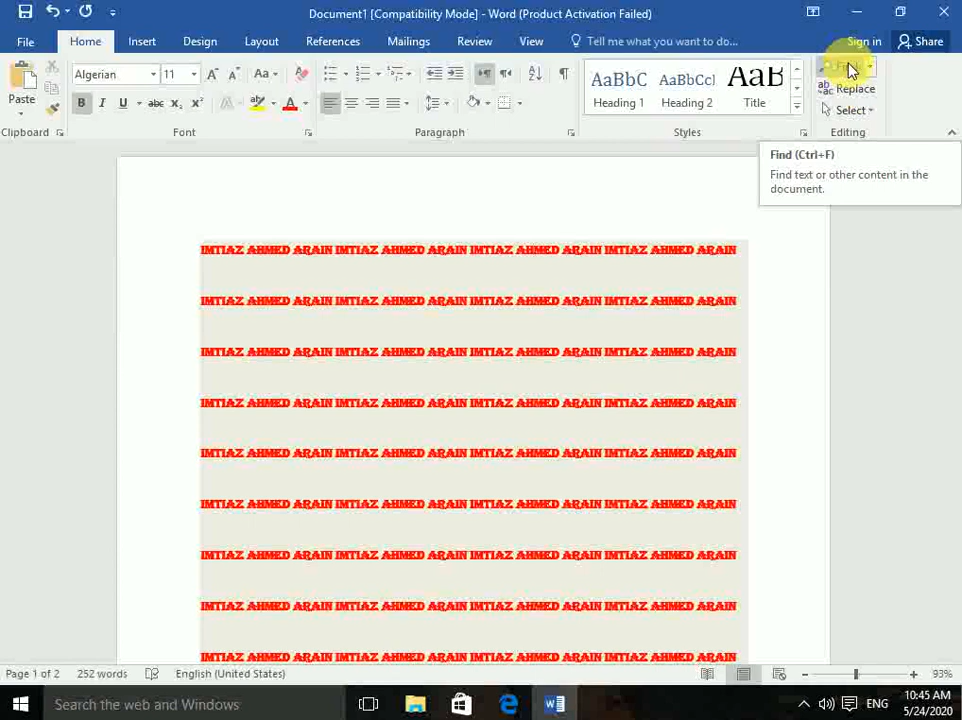 Document1 [Compatibility Mode] - Word (Product Activation Failed)
File Home Insert Design Layout References Mailings Review View Tell me what you want to do... Sign in Share
Algerian 11 Aa AaBbC AaBbCcI AaB Find
Paste B I U abc X₂ X² A A Heading 1 Heading 2 Title Replace
Select
Clipboard Font Paragraph Styles Editing
Find (Ctrl+F)
Find text or other content in the
document.
IMTIAZ AHMED ARAIN IMTIAZ AHMED ARAIN IMTIAZ AHMED ARAIN IMTIAZ AHMED ARAIN
IMTIAZ AHMED ARAIN IMTIAZ AHMED ARAIN IMTIAZ AHMED ARAIN IMTIAZ AHMED ARAIN
IMTIAZ AHMED ARAIN IMTIAZ AHMED ARAIN IMTIAZ AHMED ARAIN IMTIAZ AHMED ARAIN
IMTIAZ AHMED ARAIN IMTIAZ AHMED ARAIN IMTIAZ AHMED ARAIN IMTIAZ AHMED ARAIN
IMTIAZ AHMED ARAIN IMTIAZ AHMED ARAIN IMTIAZ AHMED ARAIN IMTIAZ AHMED ARAIN
IMTIAZ AHMED ARAIN IMTIAZ AHMED ARAIN IMTIAZ AHMED ARAIN IMTIAZ AHMED ARAIN
IMTIAZ AHMED ARAIN IMTIAZ AHMED ARAIN IMTIAZ AHMED ARAIN IMTIAZ AHMED ARAIN
IMTIAZ AHMED ARAIN IMTIAZ AHMED ARAIN IMTIAZ AHMED ARAIN IMTIAZ AHMED ARAIN
IMTIAZ AHMED ARAIN IMTIAZ AHMED ARAIN IMTIAZ AHMED ARAIN IMTIAZ AHMED ARAIN
Page 1 of 2 252 words English (United States) 93%
Search the web and Windows ENG 10:45 AM
5/24/2020